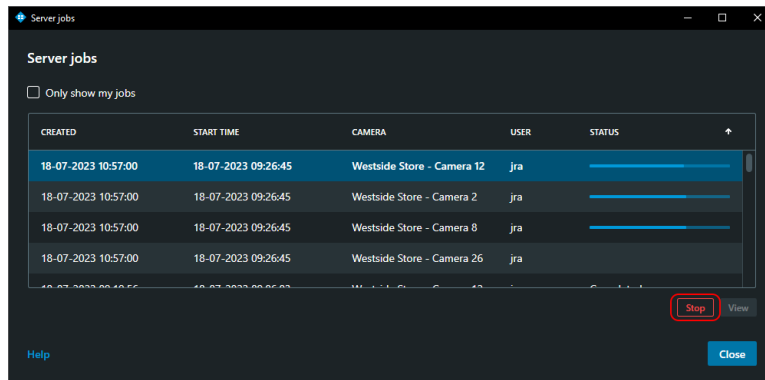 Server jobs
Server jobs
Only show my jobs
CREATED START TIME CAMERA USER STATUS
18-07-2023 10:57:00 18-07-2023 09:26:45 Westside Store - Camera 12 jra
18-07-2023 10:57:00 18-07-2023 09:26:45 Westside Store - Camera 2 jra
18-07-2023 10:57:00 18-07-2023 09:26:45 Westside Store - Camera 8 jra
18-07-2023 10:57:00 18-07-2023 09:26:45 Westside Store - Camera 26 jra
Stop View
Help Close